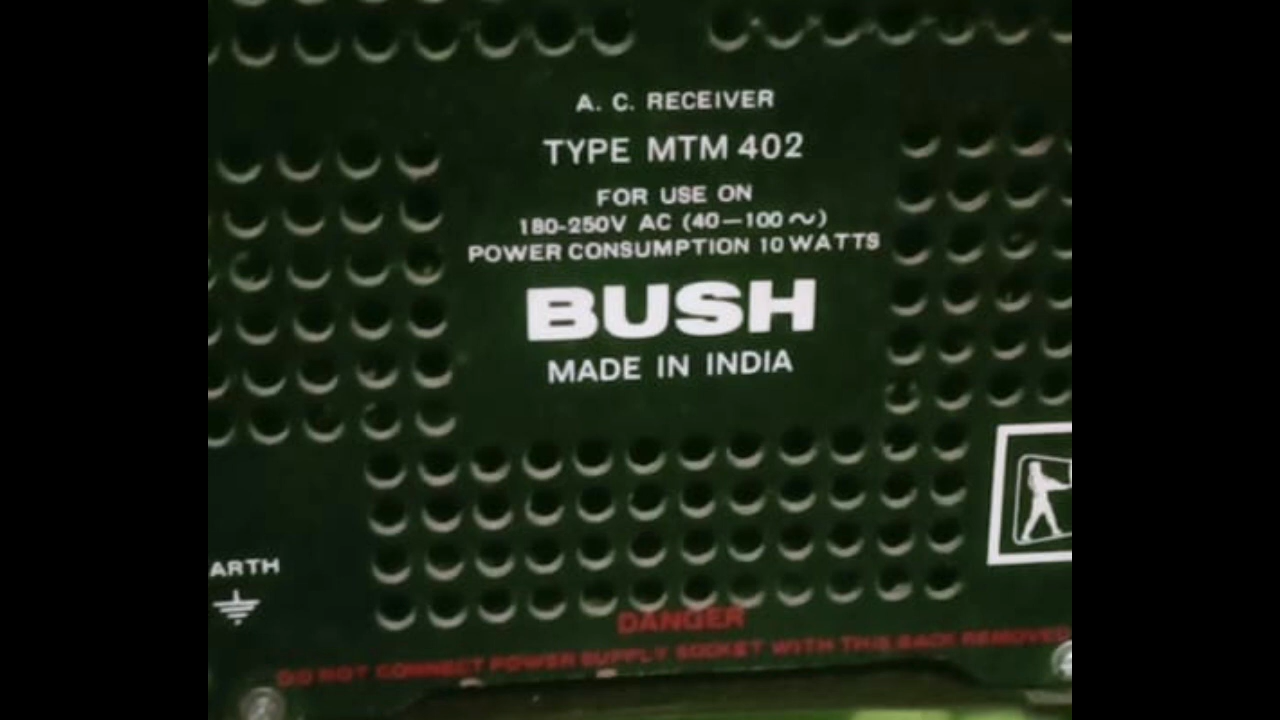 A. C. RECEIVER
TYPE MTM 402
FOR USE ON
180-250V AC (40—100 ~)
POWER CONSUMPTION 10 WATTS
BUSH
MADE IN INDIA
ARTH
DANGER
DO NOT CONNECT POWER SUPPLY SOCKET WITH THIS BACK REMOVED